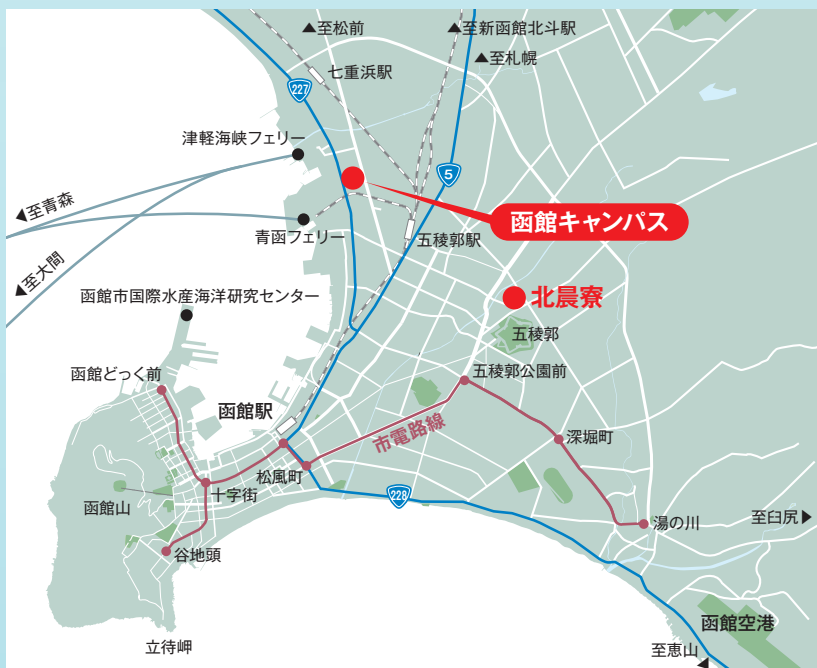 ▲至松前
▲至新函館北斗駅
▲至札幌
七重浜駅
227
津軽海峡フェリー
5
函館キャンパス
◀至青森
青函フェリー
五稜郭駅
◀至大間
函館市国際水産海洋研究センター
北晨寮
五稜郭
函館どっく前
五稜郭公園前
函館駅
市電路線
深堀町
松風町
十字街
228
函館山
湯の川
至臼尻▶
谷地頭
函館空港
立待岬
至恵山▲